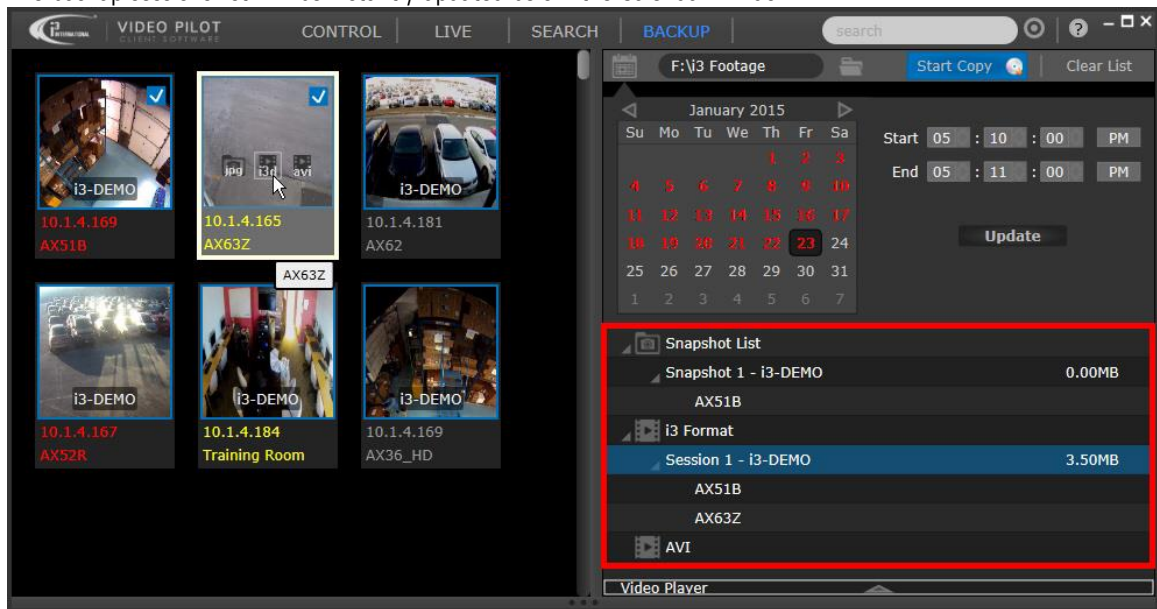 VIDEO PILOT
CLIENT SOFTWARE
CONTROL
LIVE
SEARCH
BACKUP
search
?
i3-DEMO
10.1.4.169
AX51B
jpg i3d avi
10.1.4.165
AX63Z
AX63Z
i3-DEMO
10.1.4.181
AX62
i3-DEMO
10.1.4.167
AX52R
i3-DEMO
10.1.4.184
Training Room
i3-DEMO
10.1.4.169
AX36_HD
F:\i3 Footage
Start Copy
Clear List
January 2015
Su Mo Tu We Th Fr Sa
1 2 3
4 5 6 7 8 9 10
11 12 13 14 15 16 17
18 19 20 21 22 23 24
25 26 27 28 29 30 31
1 2 3 4 5 6 7
Start 05 : 10 : 00 PM
End 05 : 11 : 00 PM
Update
Snapshot List
Snapshot 1 - i3-DEMO 0.00MB
AX51B
i3 Format
Session 1 - i3-DEMO 3.50MB
AX51B
AX63Z
AVI
Video Player